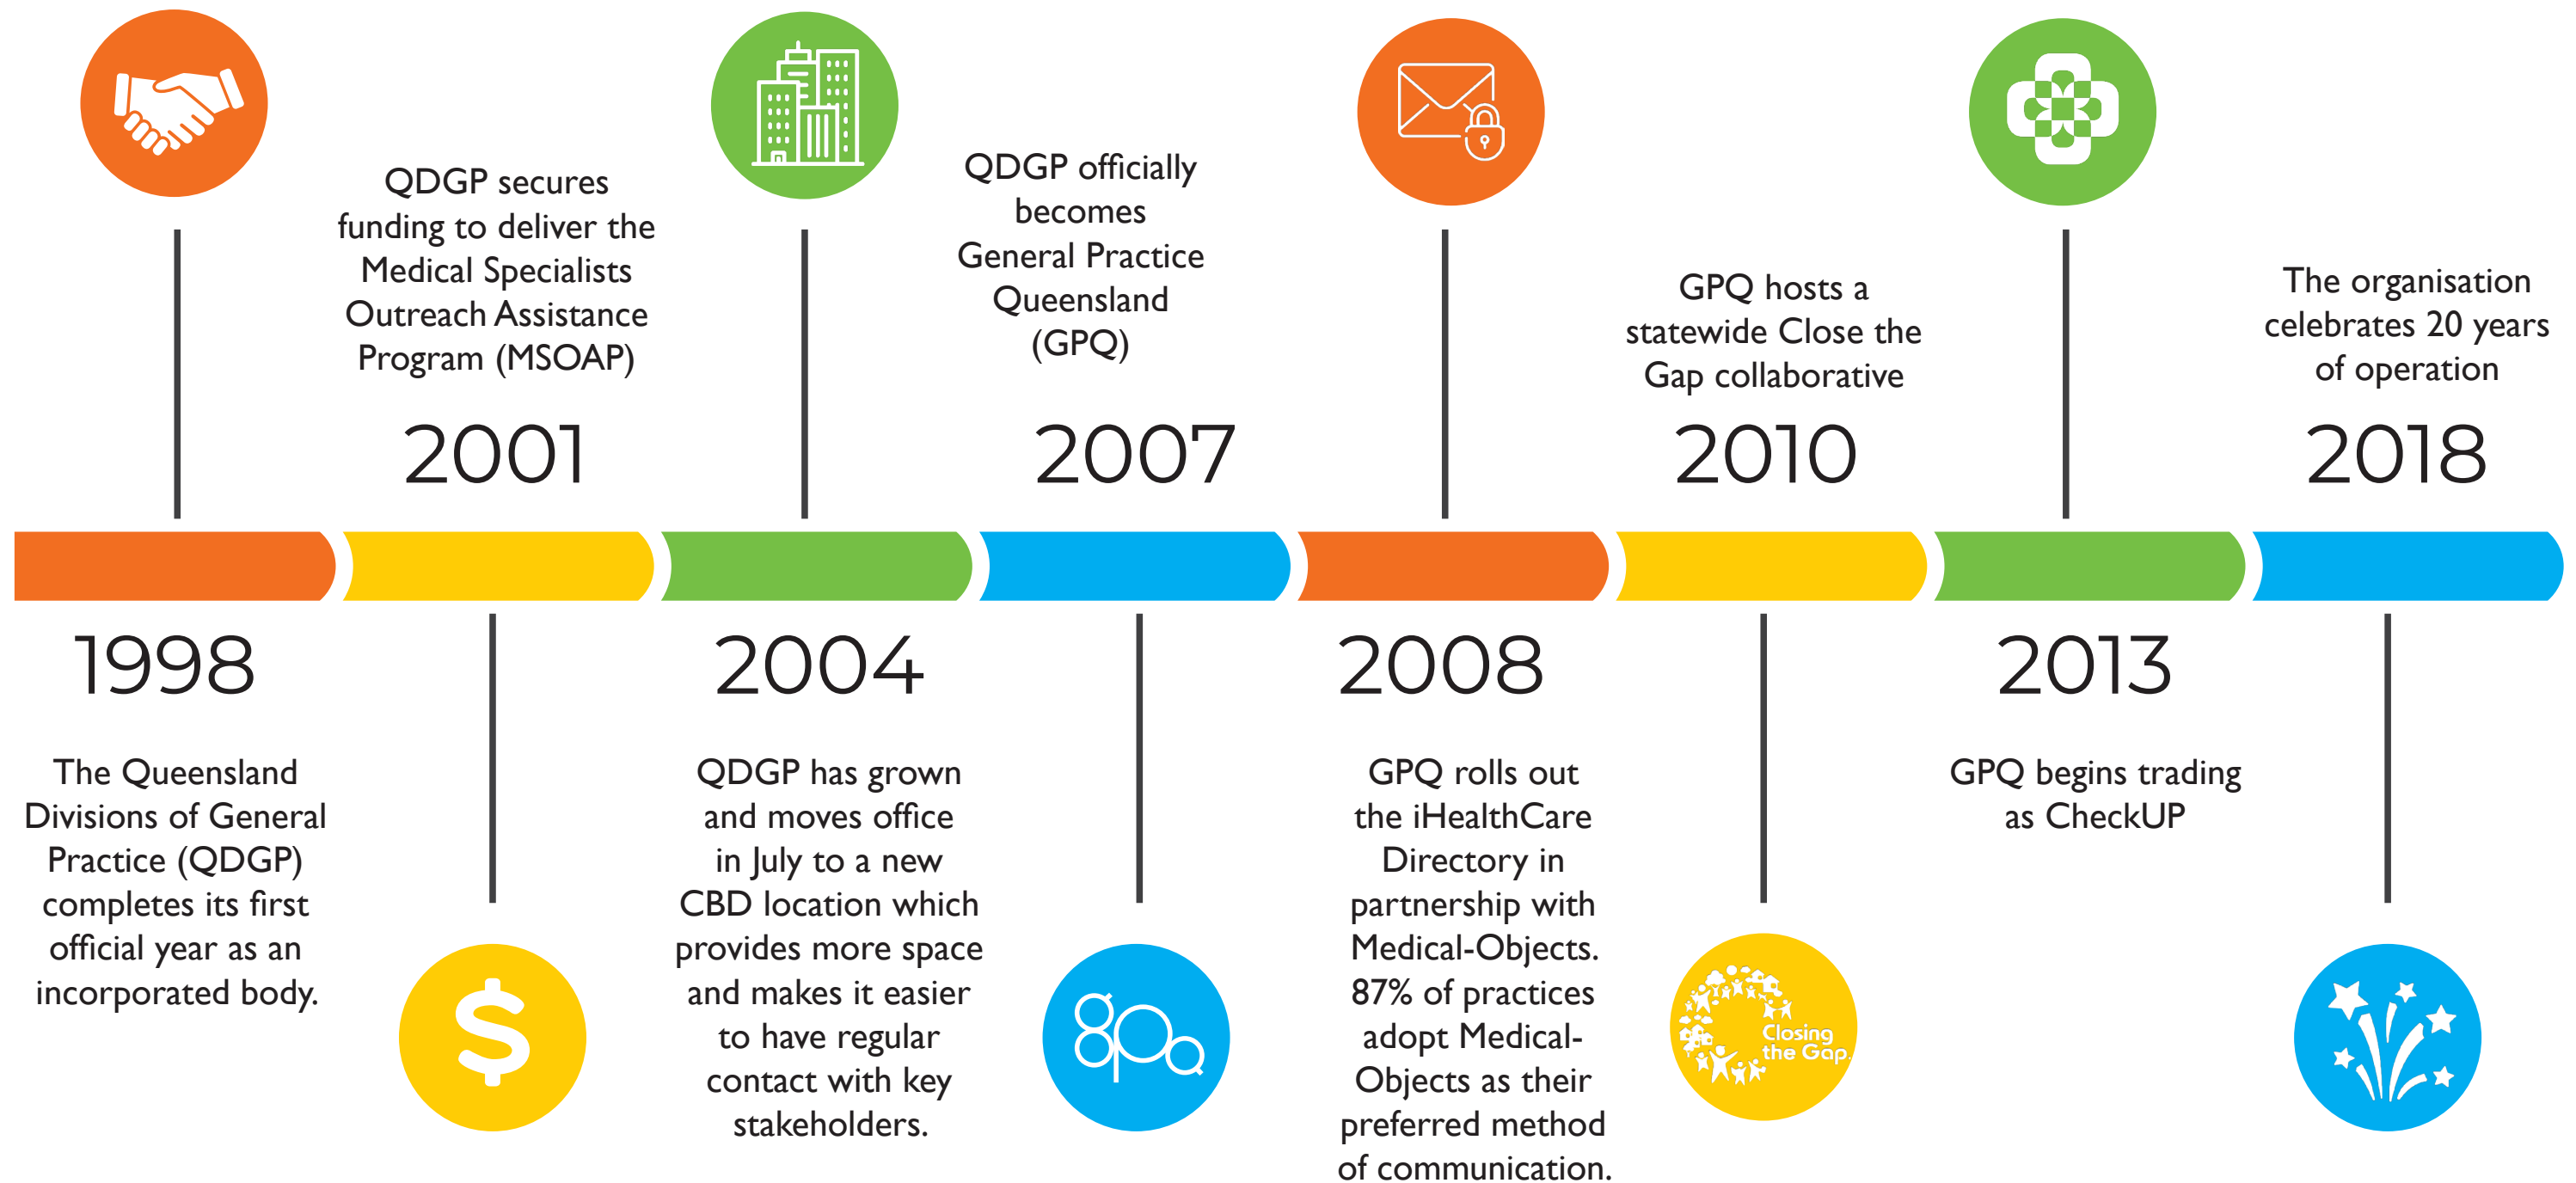 1998
The Queensland
Divisions of General
Practice (QDGP)
completes its first
official year as an
incorporated body.
QDGP secures
funding to deliver the
Medical Specialists
Outreach Assistance
Program (MSOAP)
2001
2004
QDGP has grown
and moves office
in July to a new
CBD location which
provides more space
and makes it easier
to have regular
contact with key
stakeholders.
QDGP officially
becomes
General Practice
Queensland
(GPQ)
2007
gpq
2008
GPQ rolls out
the iHealthCare
Directory in
partnership with
Medical-Objects.
87% of practices
adopt Medical-
Objects as their
preferred method
of communication.
GPQ hosts a
statewide Close the
Gap collaborative
2010
Closing
the Gap
2013
GPQ begins trading
as CheckUP
The organisation
celebrates 20 years
of operation
2018